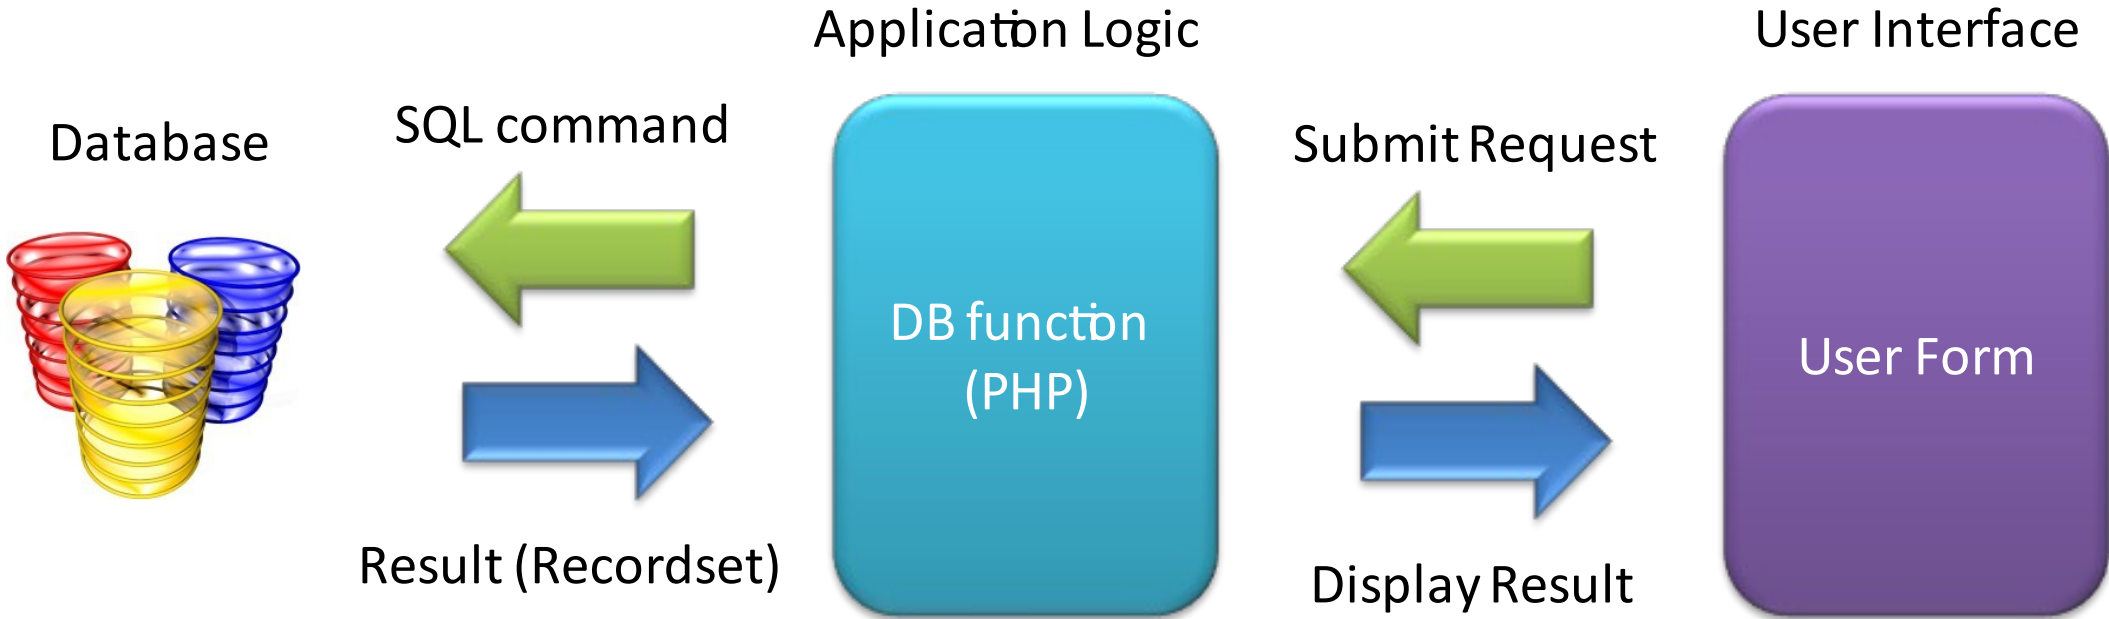 Application Logic
User Interface
Database
SQL command
Submit Request
DB function
(PHP)
User Form
Result (Recordset)
Display Result